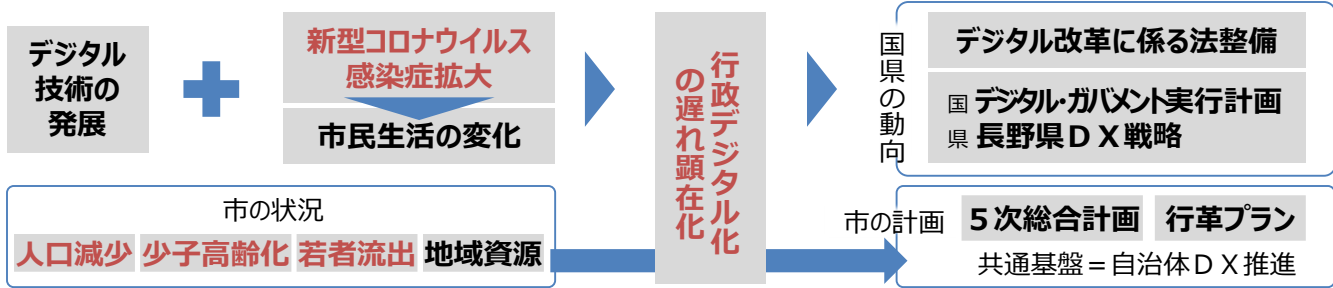 デジタル
技術の
発展
新型コロナウイルス
感染症拡大
市民生活の変化
行政デジタル化
の遅れ顕在化
国県の動向
デジタル改革に係る法整備
国 デジタル・ガバメント実行計画
県 長野県ＤＸ戦略
市の状況
人口減少 少子高齢化 若者流出 地域資源
市の計画 ５次総合計画 行革プラン
共通基盤＝自治体ＤＸ推進